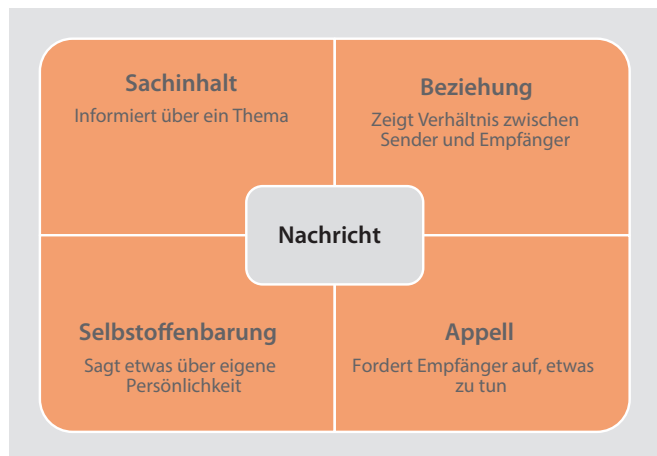 Sachinhalt
Informiert über ein Thema
Beziehung
Zeigt Verhältnis zwischen
Sender und Empfänger
Nachricht
Selbstoffenbarung
Sagt etwas über eigene
Persönlichkeit
Appell
Fordert Empfänger auf, etwas
zu tun